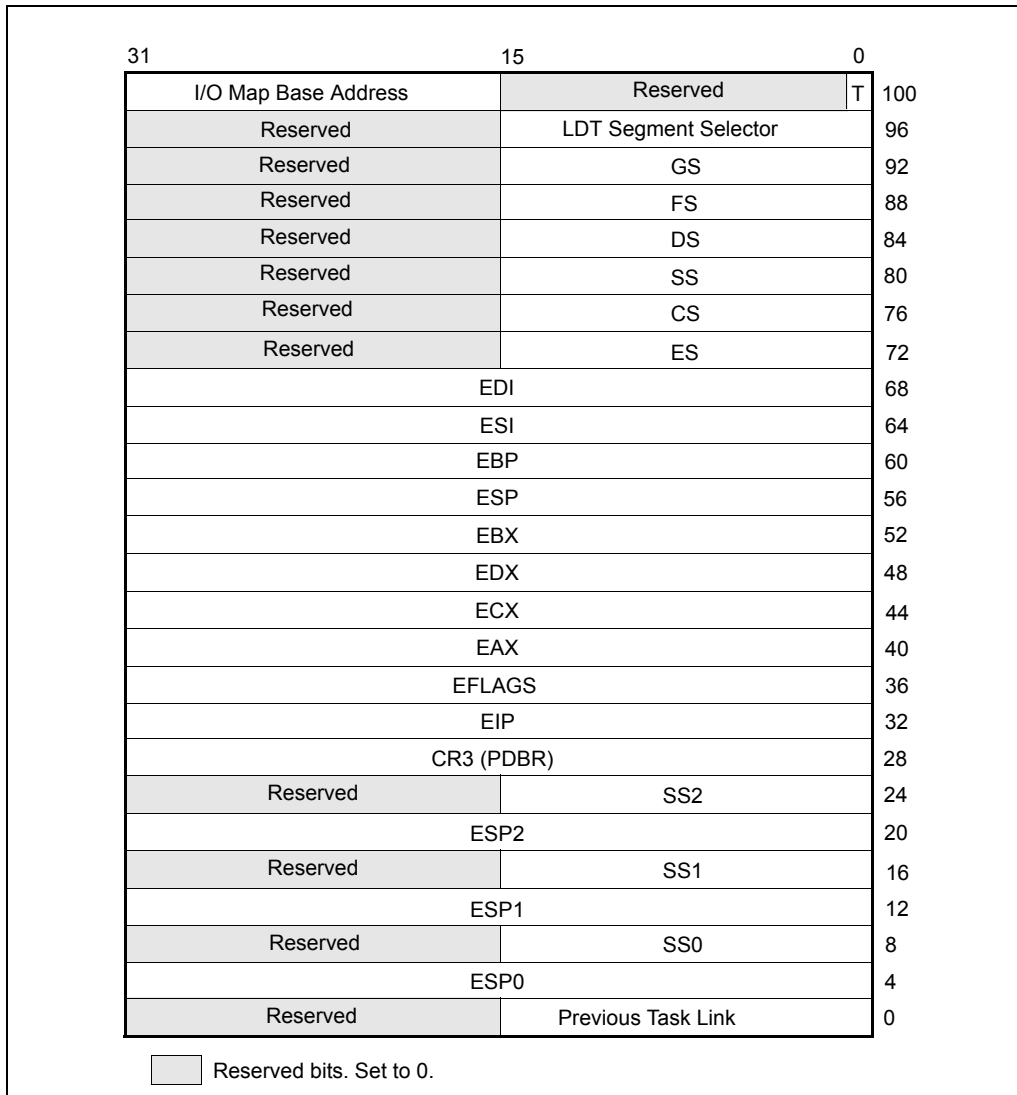 31 15 0
I/O Map Base Address Reserved T 100
Reserved LDT Segment Selector 96
Reserved GS 92
Reserved FS 88
Reserved DS 84
Reserved SS 80
Reserved CS 76
Reserved ES 72
EDI 68
ESI 64
EBP 60
ESP 56
EBX 52
EDX 48
ECX 44
EAX 40
EFLAGS 36
EIP 32
CR3 (PDBR) 28
Reserved SS2 24
ESP2 20
Reserved SS1 16
ESP1 12
Reserved SS0 8
ESP0 4
Reserved Previous Task Link 0
Reserved bits. Set to 0.